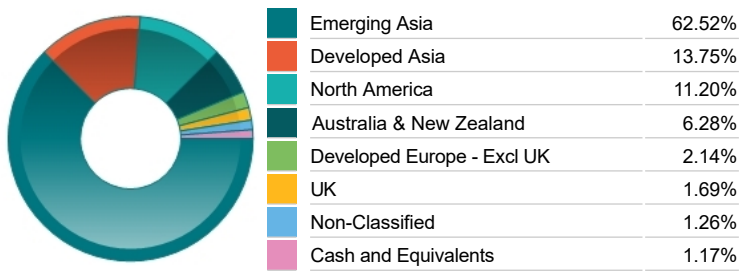 Emerging Asia 62.52%
Developed Asia 13.75%
North America 11.20%
Australia & New Zealand 6.28%
Developed Europe - Excl UK 2.14%
UK 1.69%
Non-Classified 1.26%
Cash and Equivalents 1.17%